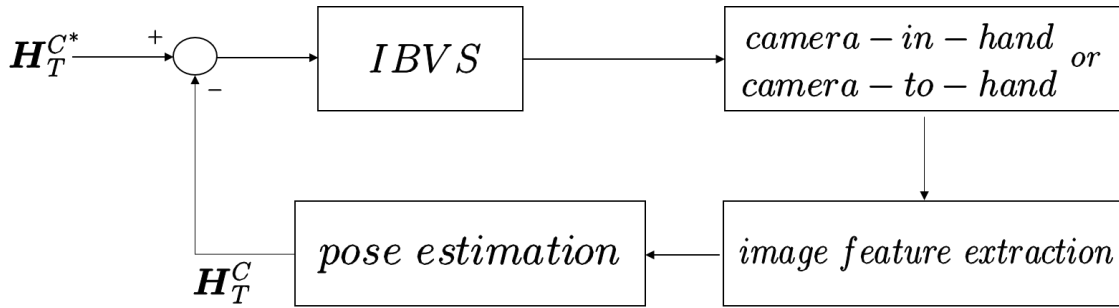 H_T^{C*}
+
−
IBVS
camera − in − hand
or
camera − to − hand
image feature extraction
pose estimation
H_T^C